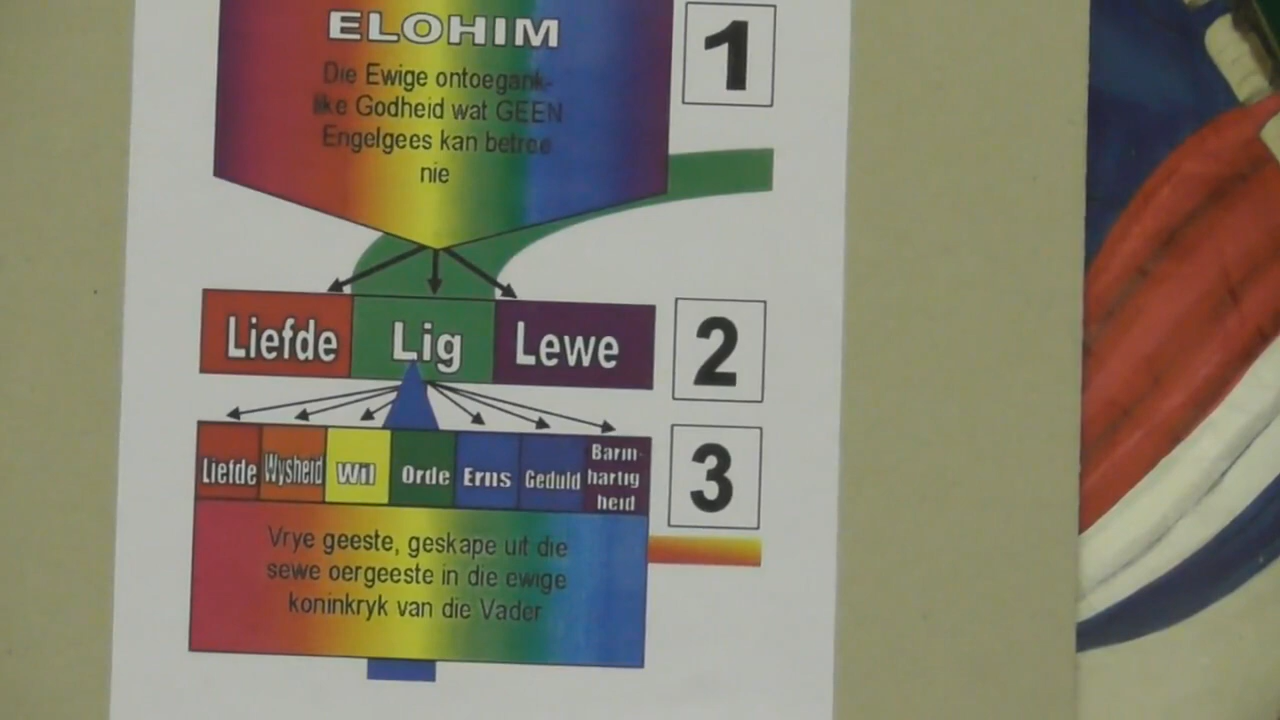 ELOHIM
1
Die Ewige ontoegank-
like Godheid wat GEEN
Engelgees kan betree
nie
Liefde Lig Lewe 2
Liefde Wysheid Wil Orde Erns Geduld Barm-
hartig
heid
3
Vrye geeste, geskape uit die
sewe oergeeste in die ewige
koninkryk van die Vader